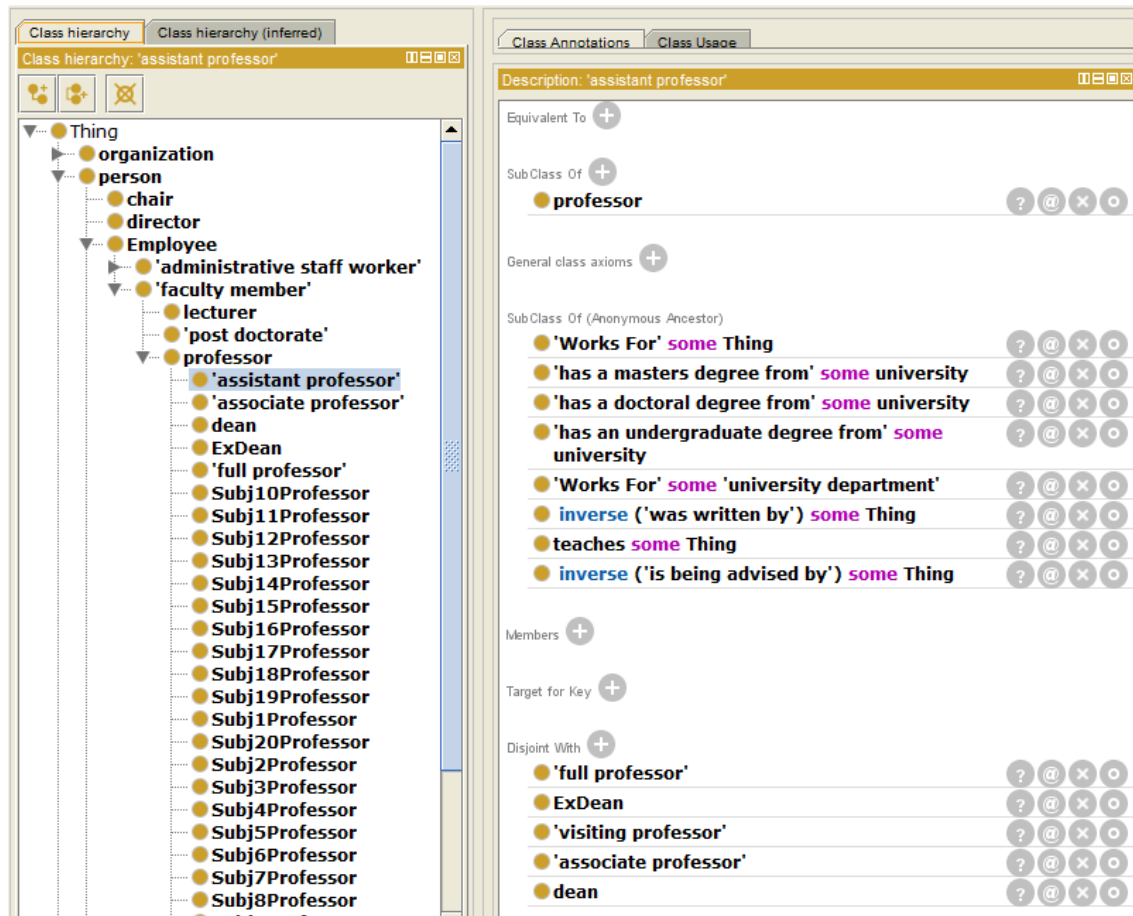 Class hierarchy
Class hierarchy (inferred)
Class hierarchy: 'assistant professor'
Thing
organization
person
chair
director
Employee
'administrative staff worker'
'faculty member'
lecturer
'post doctorate'
professor
'assistant professor'
'associate professor'
dean
ExDean
'full professor'
Subj10Professor
Subj11Professor
Subj12Professor
Subj13Professor
Subj14Professor
Subj15Professor
Subj16Professor
Subj17Professor
Subj18Professor
Subj19Professor
Subj1Professor
Subj20Professor
Subj2Professor
Subj3Professor
Subj4Professor
Subj5Professor
Subj6Professor
Subj7Professor
Subj8Professor
Class Annotations
Class Usage
Description: 'assistant professor'
Equivalent To
SubClass Of
professor
General class axioms
SubClass Of (Anonymous Ancestor)
'Works For' some Thing
'has a masters degree from' some university
'has a doctoral degree from' some university
'has an undergraduate degree from' some
university
'Works For' some 'university department'
inverse ('was written by') some Thing
teaches some Thing
inverse ('is being advised by') some Thing
Members
Target for Key
Disjoint With
'full professor'
ExDean
'visiting professor'
'associate professor'
dean